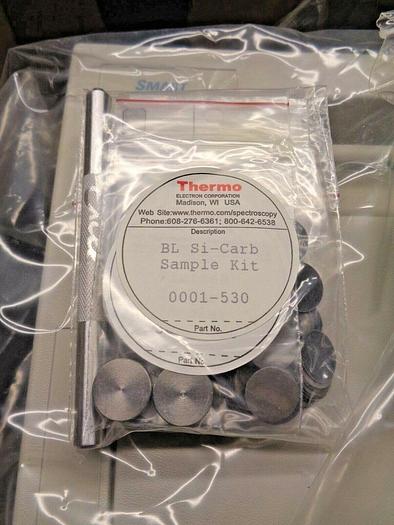 SMART
Thermo
ELECTRON CORPORATION
Madison, WI USA
Web Site:www.thermo.com/spectroscopy
Phone:608-276-6361; 800-642-6538
Description
BL Si-Carb
Sample Kit
0001-530
Part No.
Part No.